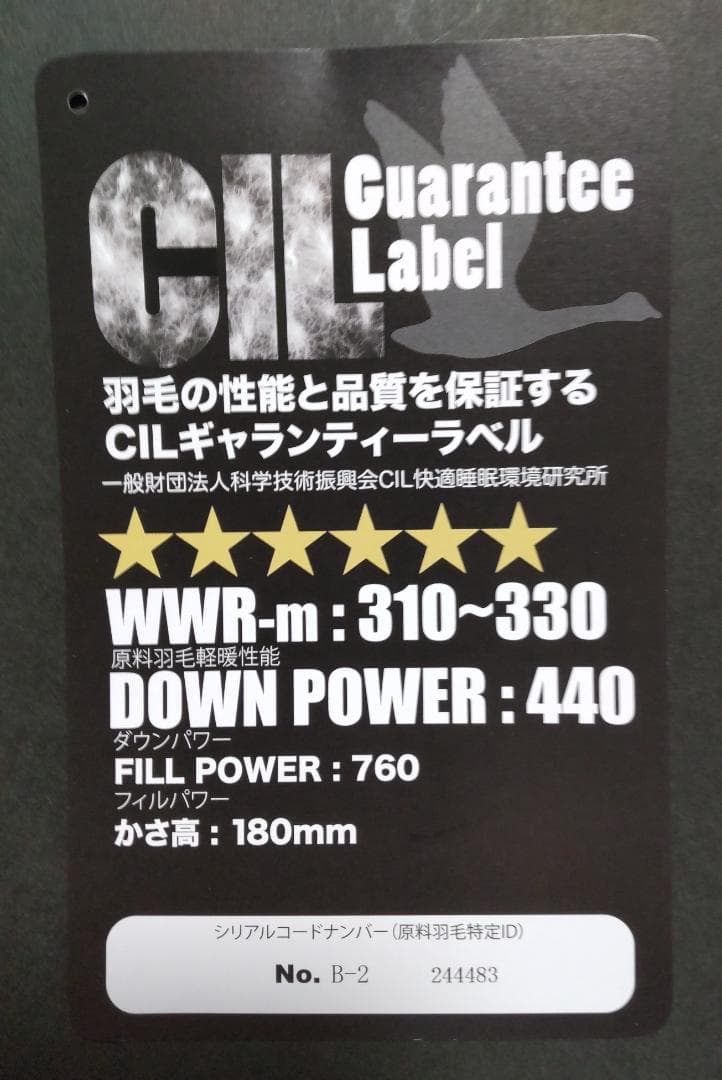 CIL Guarantee
Label
羽毛の性能と品質を保証する
CILギャランティーラベル
一般財団法人科学技術振興会CIL快適睡眠環境研究所
★★★★★★
WWR-m : 310~330
原料羽毛軽暖性能
DOWN POWER : 440
ダウンパワー
FILL POWER : 760
フィルパワー
かさ高 : 180mm
シリアルコードナンバー(原料羽毛特定ID)
No. B-2 244483